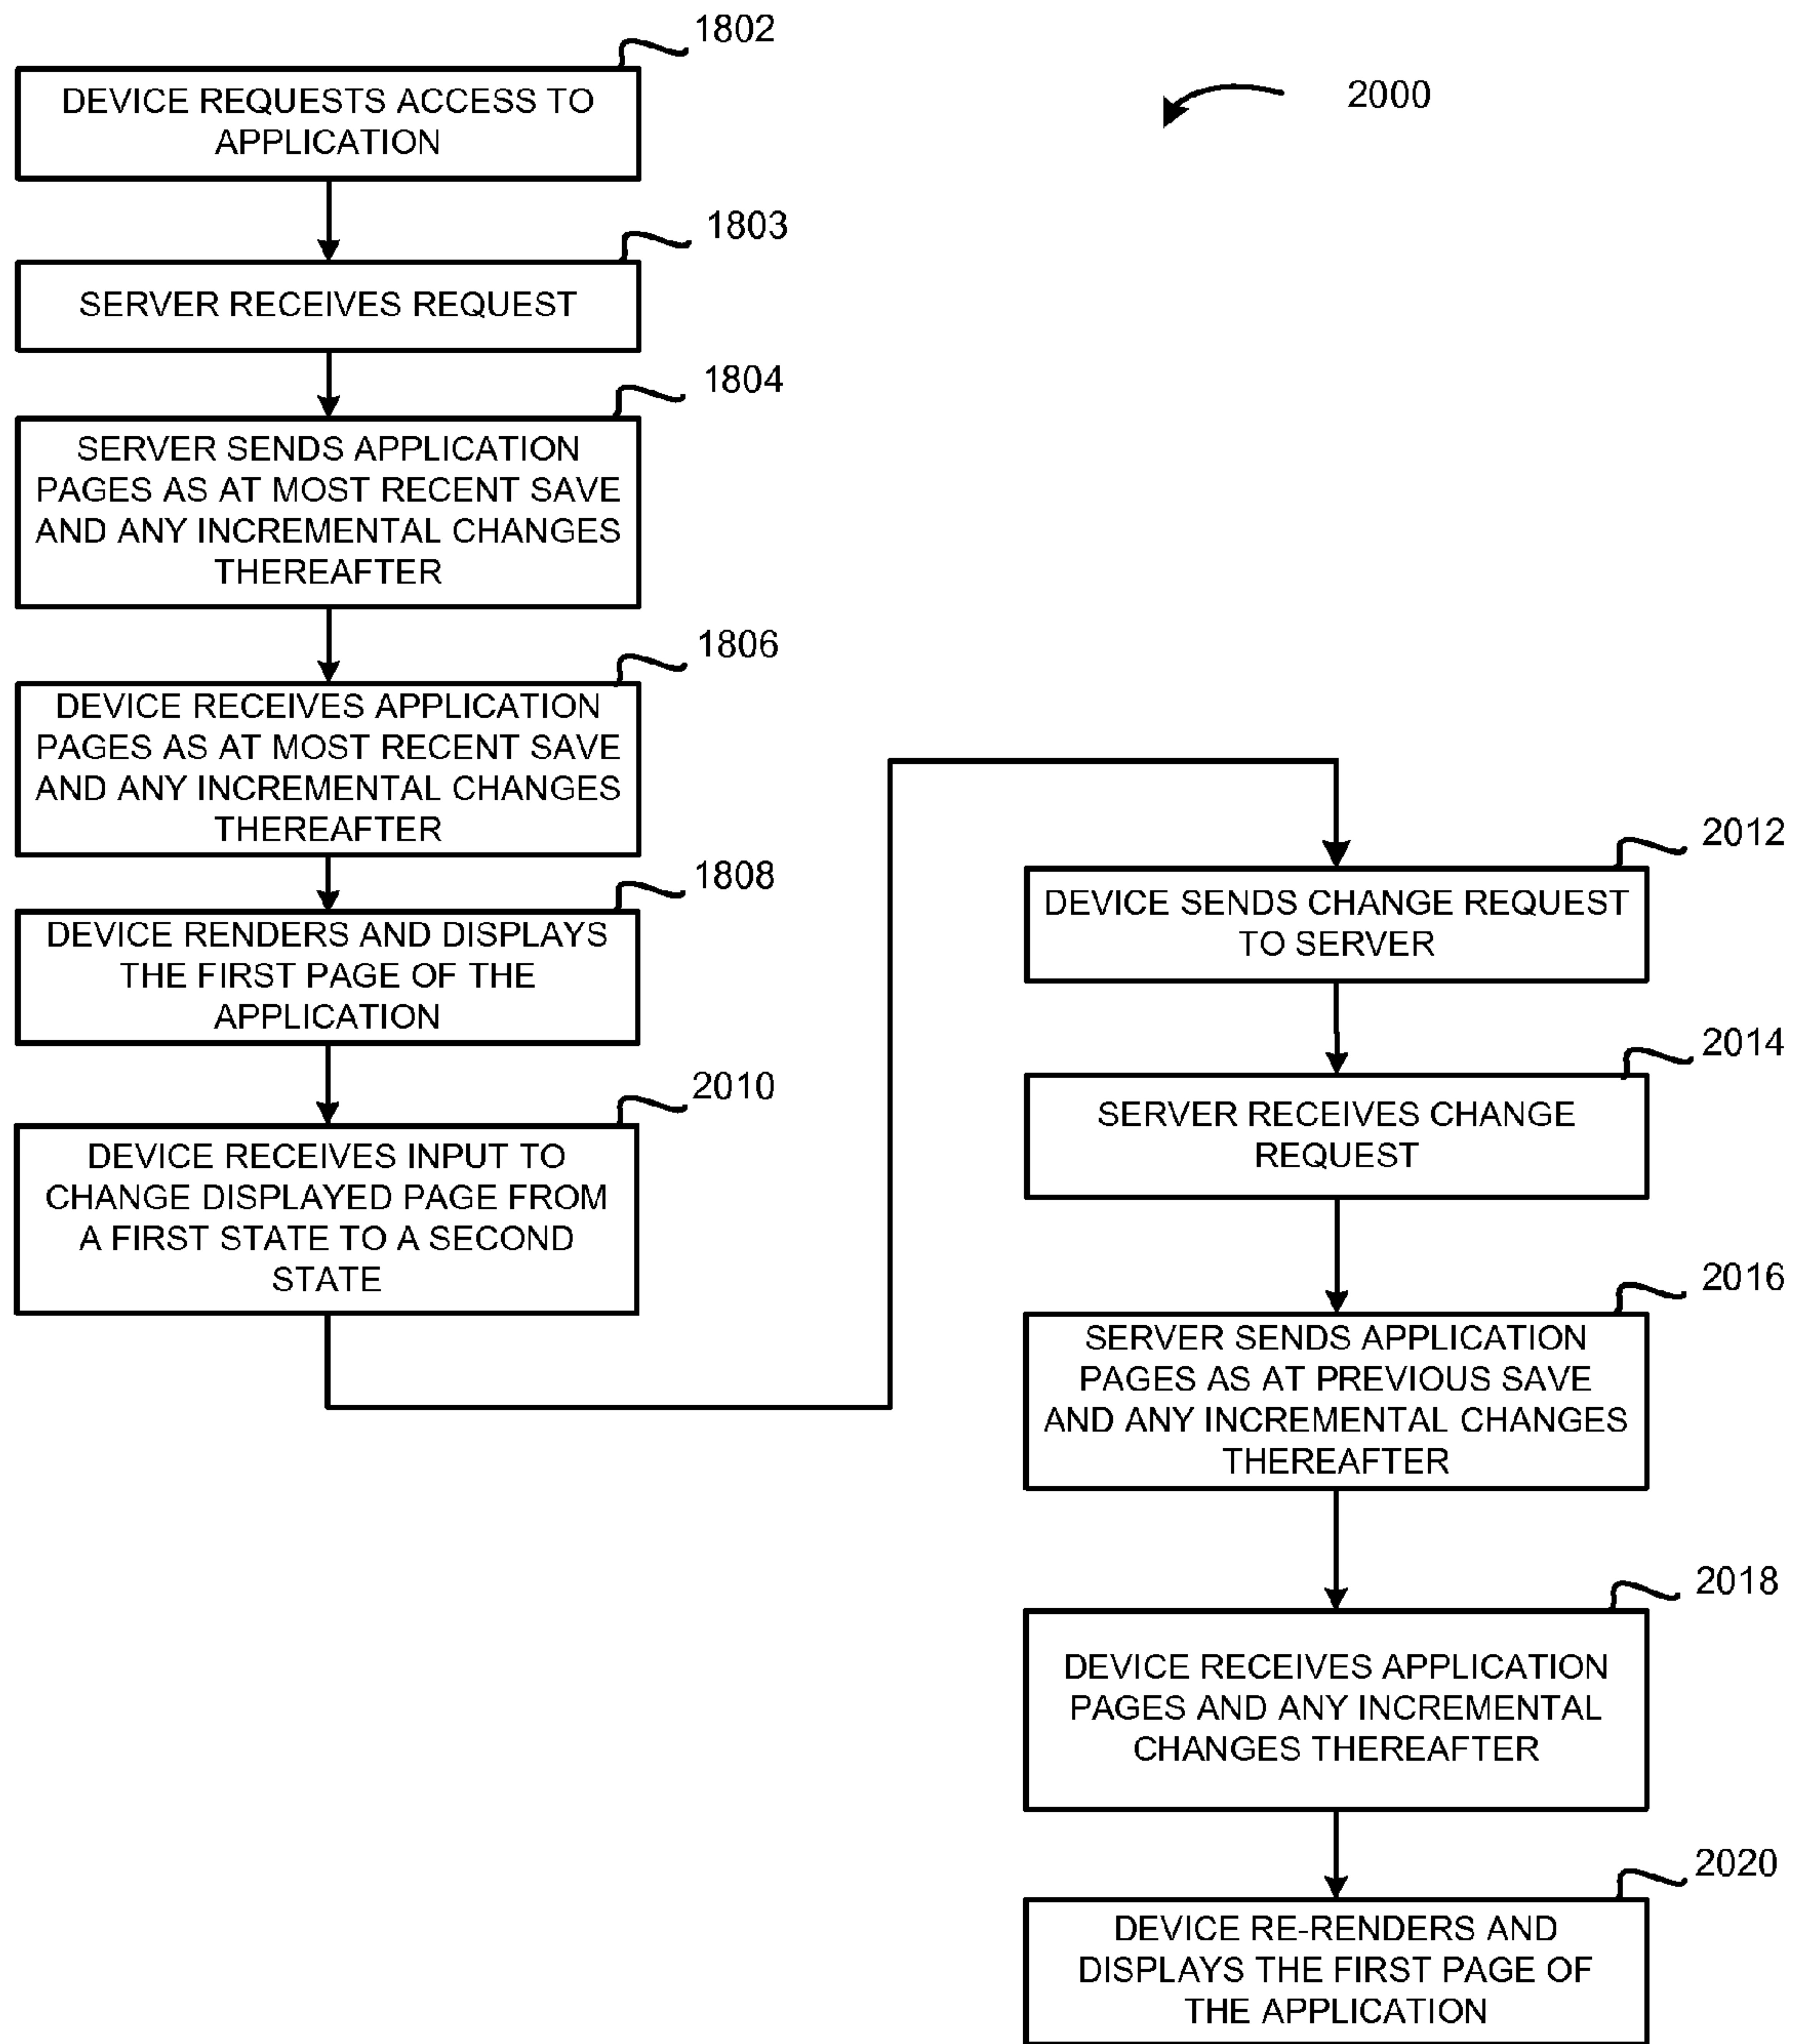 1802
DEVICE REQUESTS ACCESS TO
APPLICATION
2000
1803
SERVER RECEIVES REQUEST
1804
SERVER SENDS APPLICATION
PAGES AS AT MOST RECENT SAVE
AND ANY INCREMENTAL CHANGES
THEREAFTER
1806
DEVICE RECEIVES APPLICATION
PAGES AS AT MOST RECENT SAVE
AND ANY INCREMENTAL CHANGES
THEREAFTER
1808
DEVICE RENDERS AND DISPLAYS
THE FIRST PAGE OF THE
APPLICATION
2010
DEVICE RECEIVES INPUT TO
CHANGE DISPLAYED PAGE FROM
A FIRST STATE TO A SECOND
STATE
2012
DEVICE SENDS CHANGE REQUEST
TO SERVER
2014
SERVER RECEIVES CHANGE
REQUEST
2016
SERVER SENDS APPLICATION
PAGES AS AT PREVIOUS SAVE
AND ANY INCREMENTAL CHANGES
THEREAFTER
2018
DEVICE RECEIVES APPLICATION
PAGES AND ANY INCREMENTAL
CHANGES THEREAFTER
2020
DEVICE RE-RENDERS AND
DISPLAYS THE FIRST PAGE OF
THE APPLICATION